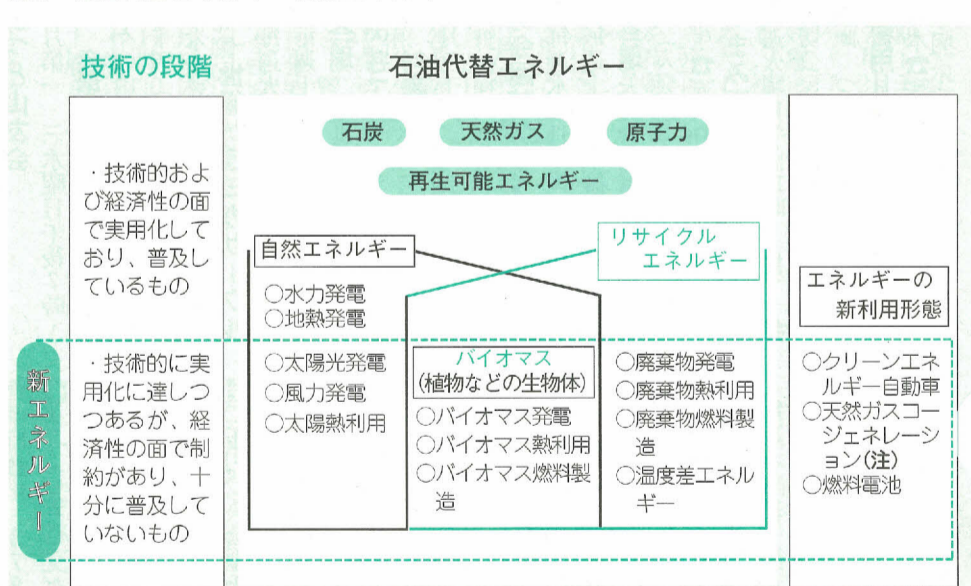 技術の段階
石油代替エネルギー
石炭
天然ガス
原子力
再生可能エネルギー
・技術的およ
び経済性の面
で実用化して
おり、普及し
ているもの
自然エネルギー
リサイクル
エネルギー
エネルギーの
新利用形態
○水力発電
○地熱発電
新エネルギー
・技術的に実
用化に達しつ
つあるが、経
済性の面で制
約があり、十
分に普及して
いないもの
○太陽光発電
○風力発電
○太陽熱利用
バイオマス
(植物などの生物体)
○バイオマス発電
○バイオマス熱利用
○バイオマス燃料製
造
○廃棄物発電
○廃棄物熱利用
○廃棄物燃料製
造
○温度差エネル
ギー
○クリーンエネ
ルギー自動車
○天然ガスコー
ジェネレーシ
ョン(注)
○燃料電池